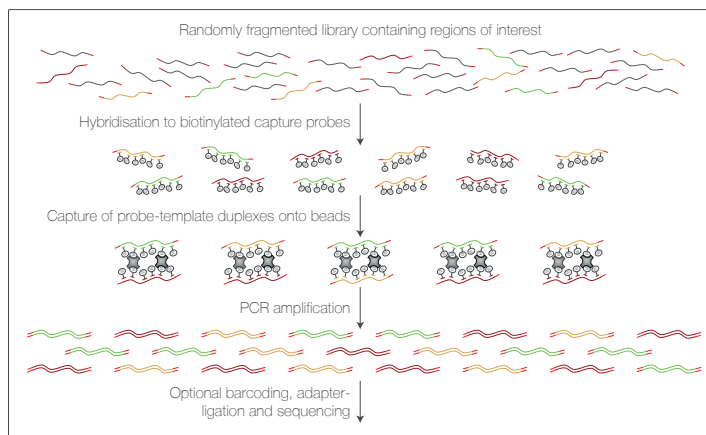 Randomly fragmented library containing regions of interest
Hybridisation to biotinylated capture probes
Capture of probe-template duplexes onto beads
PCR amplification
Optional barcoding, adapter-
ligation and sequencing